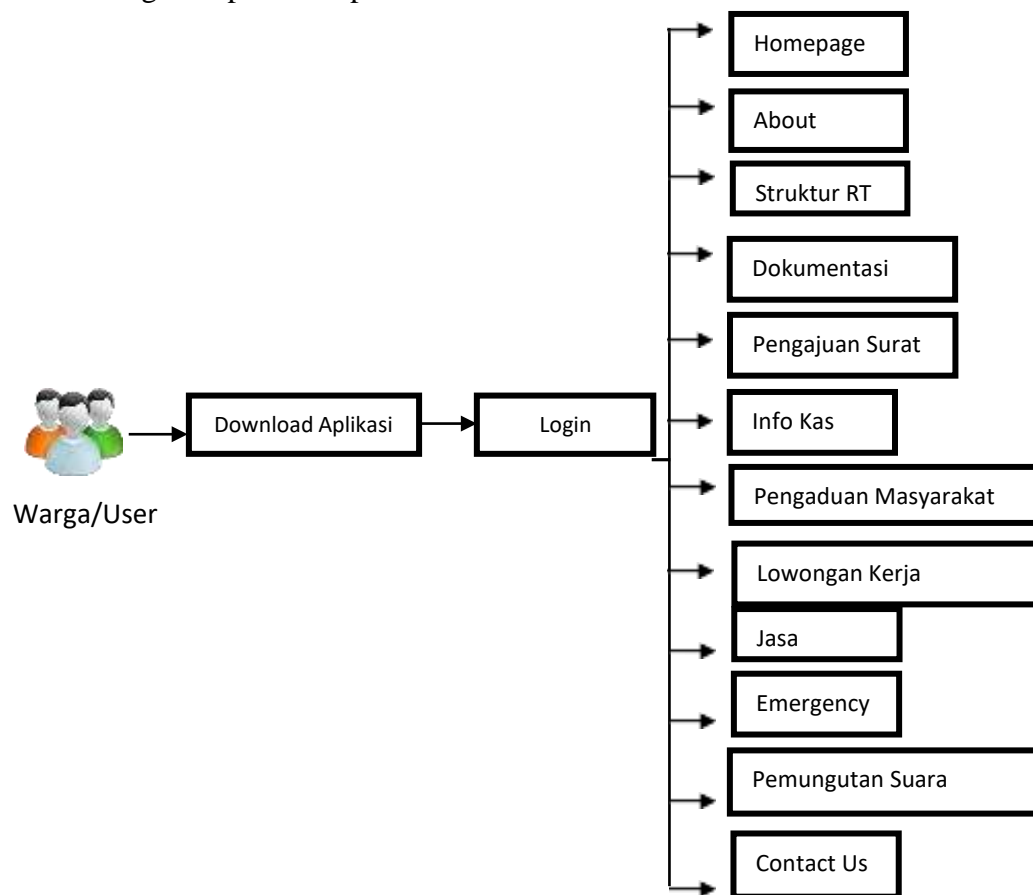 Homepage
About
Struktur RT
Dokumentasi
Pengajuan Surat
Download Aplikasi
Login
Info Kas
Warga/User
Pengaduan Masyarakat
Lowongan Kerja
Jasa
Emergency
Pemungutan Suara
Contact Us